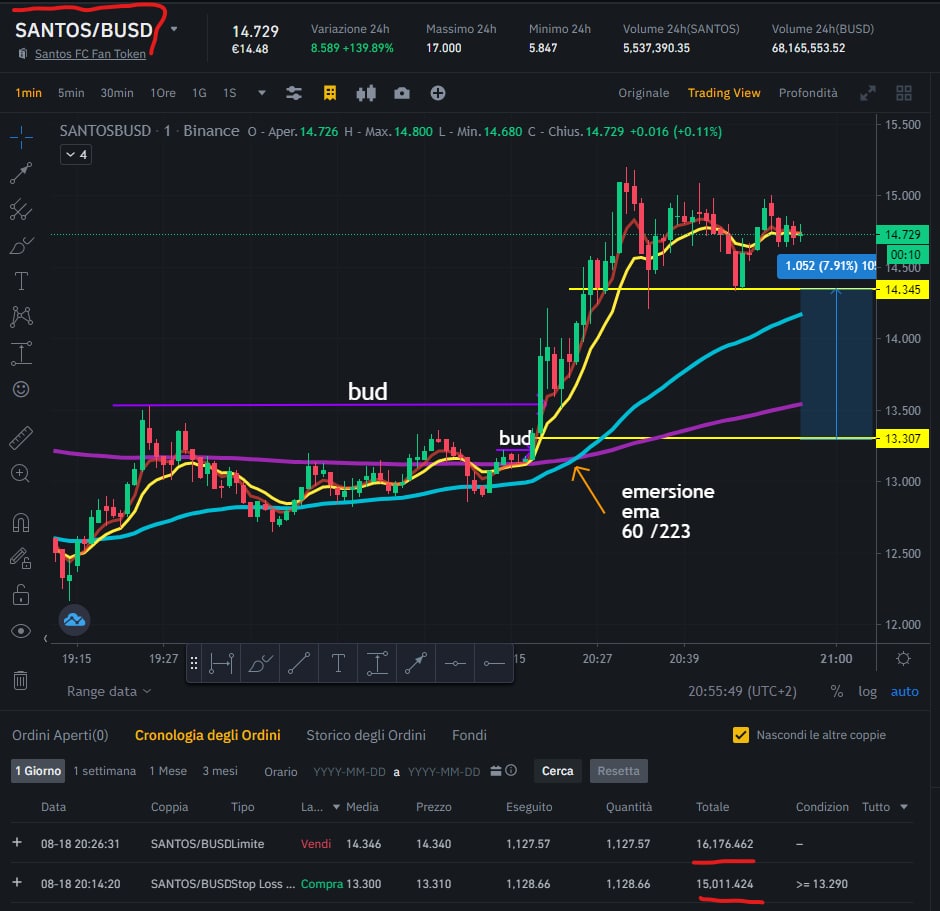 SANTOS/BUSD
Santos FC Fan Token
14.729
€14.48
Variazione 24h
8.589 +139.89%
Massimo 24h
17.000
Minimo 24h
5.847
Volume 24h(SANTOS)
5,537,390.35
Volume 24h(BUSD)
68,165,553.52
1min 5min 30min 1Ore 1G 1S
Originale Trading View Profondità
SANTOSBUSD · 1 · Binance O - Aper.14.726 H - Max.14.800 L - Min.14.680 C - Chius.14.729 +0.016 (+0.11%)
4
15.500
15.000
14.729
00:10
1.052 (7.91%) 105
14.500
14.345
14.000
bud
13.500
bud
13.307
13.000
emersione
ema
60 /223
12.500
12.000
19:15 19:27 15 20:27 20:39 21:00
Range data 20:55:49 (UTC+2) % log auto
Ordini Aperti(0) Cronologia degli Ordini Storico degli Ordini Fondi Nascondi le altre coppie
1 Giorno 1 settimana 1 Mese 3 mesi Orario YYYY-MM-DD a YYYY-MM-DD Cerca Resetta
Data Coppia Tipo La... Media Prezzo Eseguito Quantità Totale Condizion Tutto
08-18 20:26:31 SANTOS/BUSDLimite Vendi 14.346 14.340 1,127.57 1,127.57 16,176.462 –
08-18 20:14:20 SANTOS/BUSDStop Loss ... Compra 13.300 13.310 1,128.66 1,128.66 15,011.424 >= 13.290